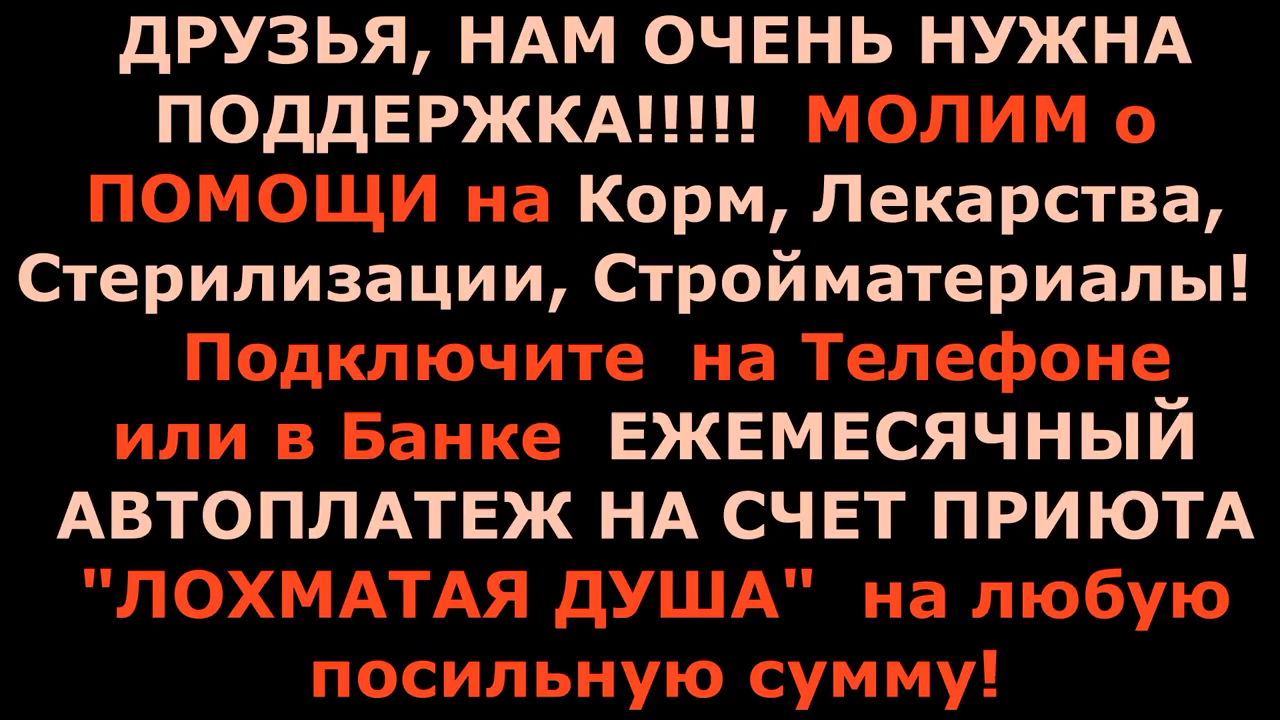 ДРУЗЬЯ, НАМ ОЧЕНЬ НУЖНА
ПОДДЕРЖКА!!!!! МОЛИМ о
ПОМОЩИ на Корм, Лекарства,
Стерилизации, Стройматериалы!
Подключите на Телефоне
или в Банке ЕЖЕМЕСЯЧНЫЙ
АВТОПЛАТЕЖ НА СЧЕТ ПРИЮТА
"ЛОХМАТАЯ ДУША" на любую
посильную сумму!